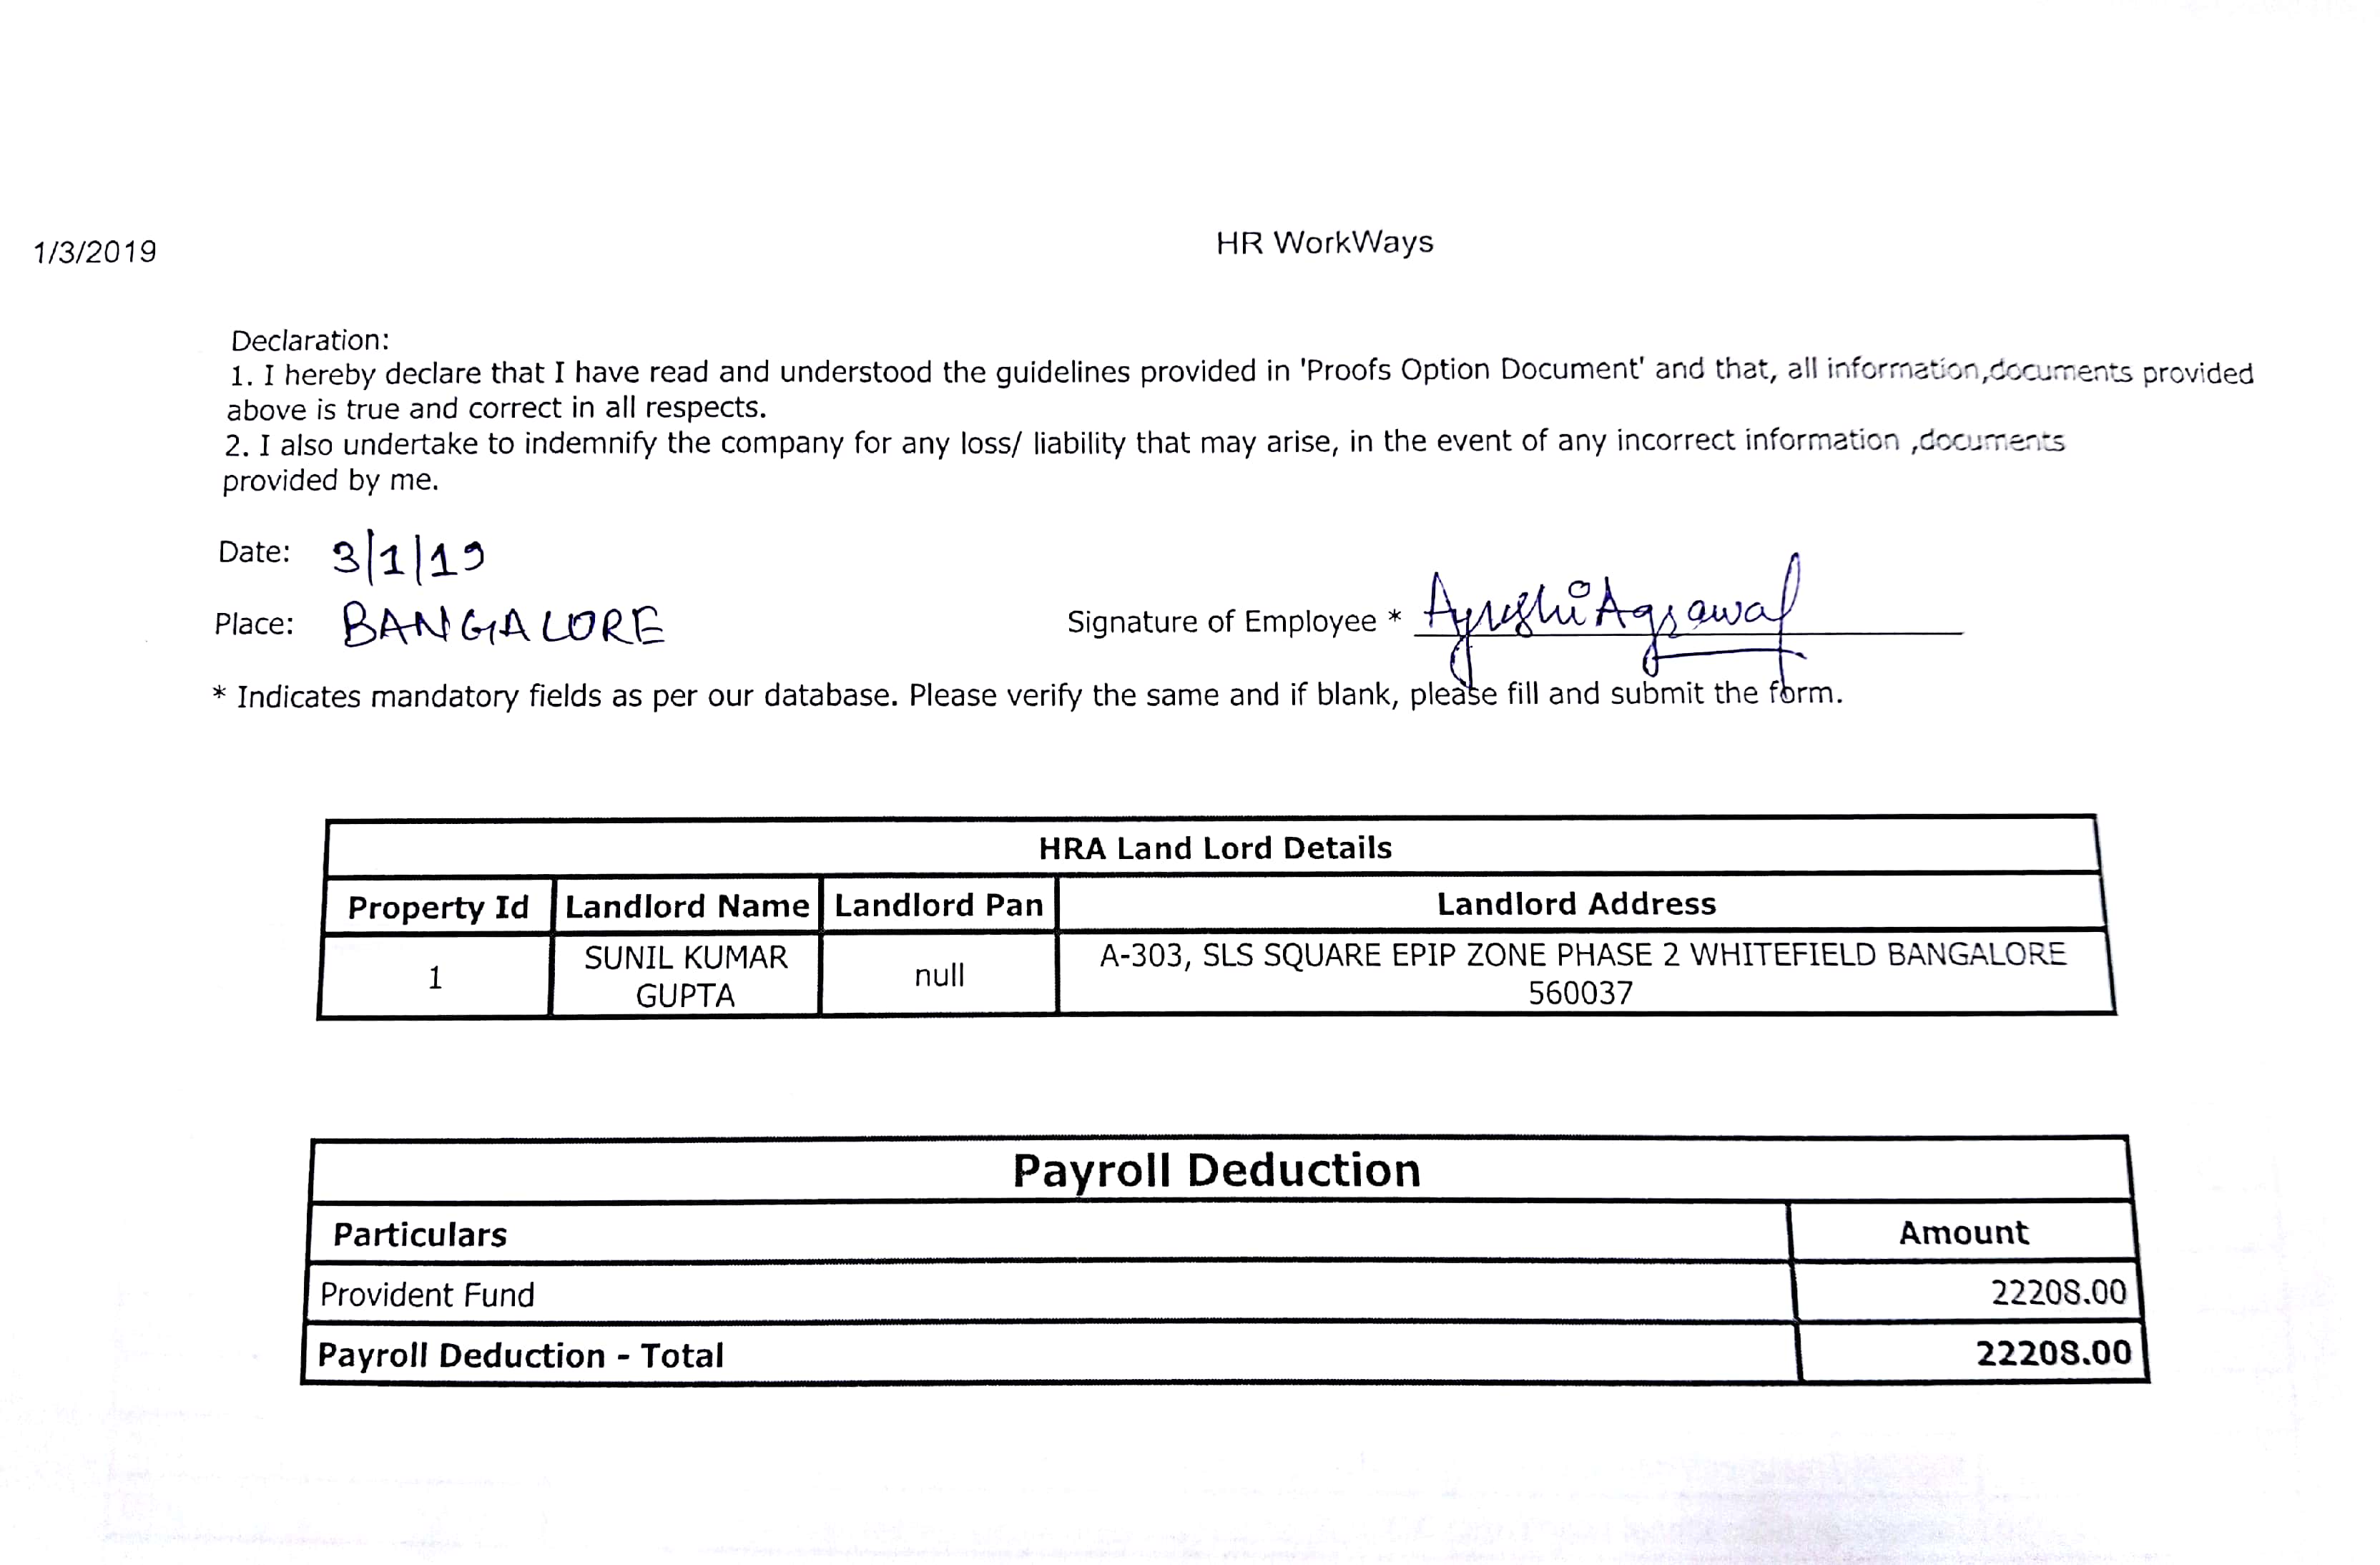 1/3/2019
HR WorkWays
Declaration:
1. I hereby declare that I have read and understood the guidelines provided in 'Proofs Option Document' and that, all information,documents provided
above is true and correct in all respects.
2. I also undertake to indemnify the company for any loss/ liability that may arise, in the event of any incorrect information ,documents
provided by me.
Date: 3/1/19
Place: BANGALORE
Signature of Employee * Ayushi Agrawal
* Indicates mandatory fields as per our database. Please verify the same and if blank, please fill and submit the form.
HRA Land Lord Details
Property Id Landlord Name Landlord Pan Landlord Address
1 SUNIL KUMAR GUPTA null A-303, SLS SQUARE EPIP ZONE PHASE 2 WHITEFIELD BANGALORE 560037
Payroll Deduction
Particulars Amount
Provident Fund 22208.00
Payroll Deduction - Total 22208.00